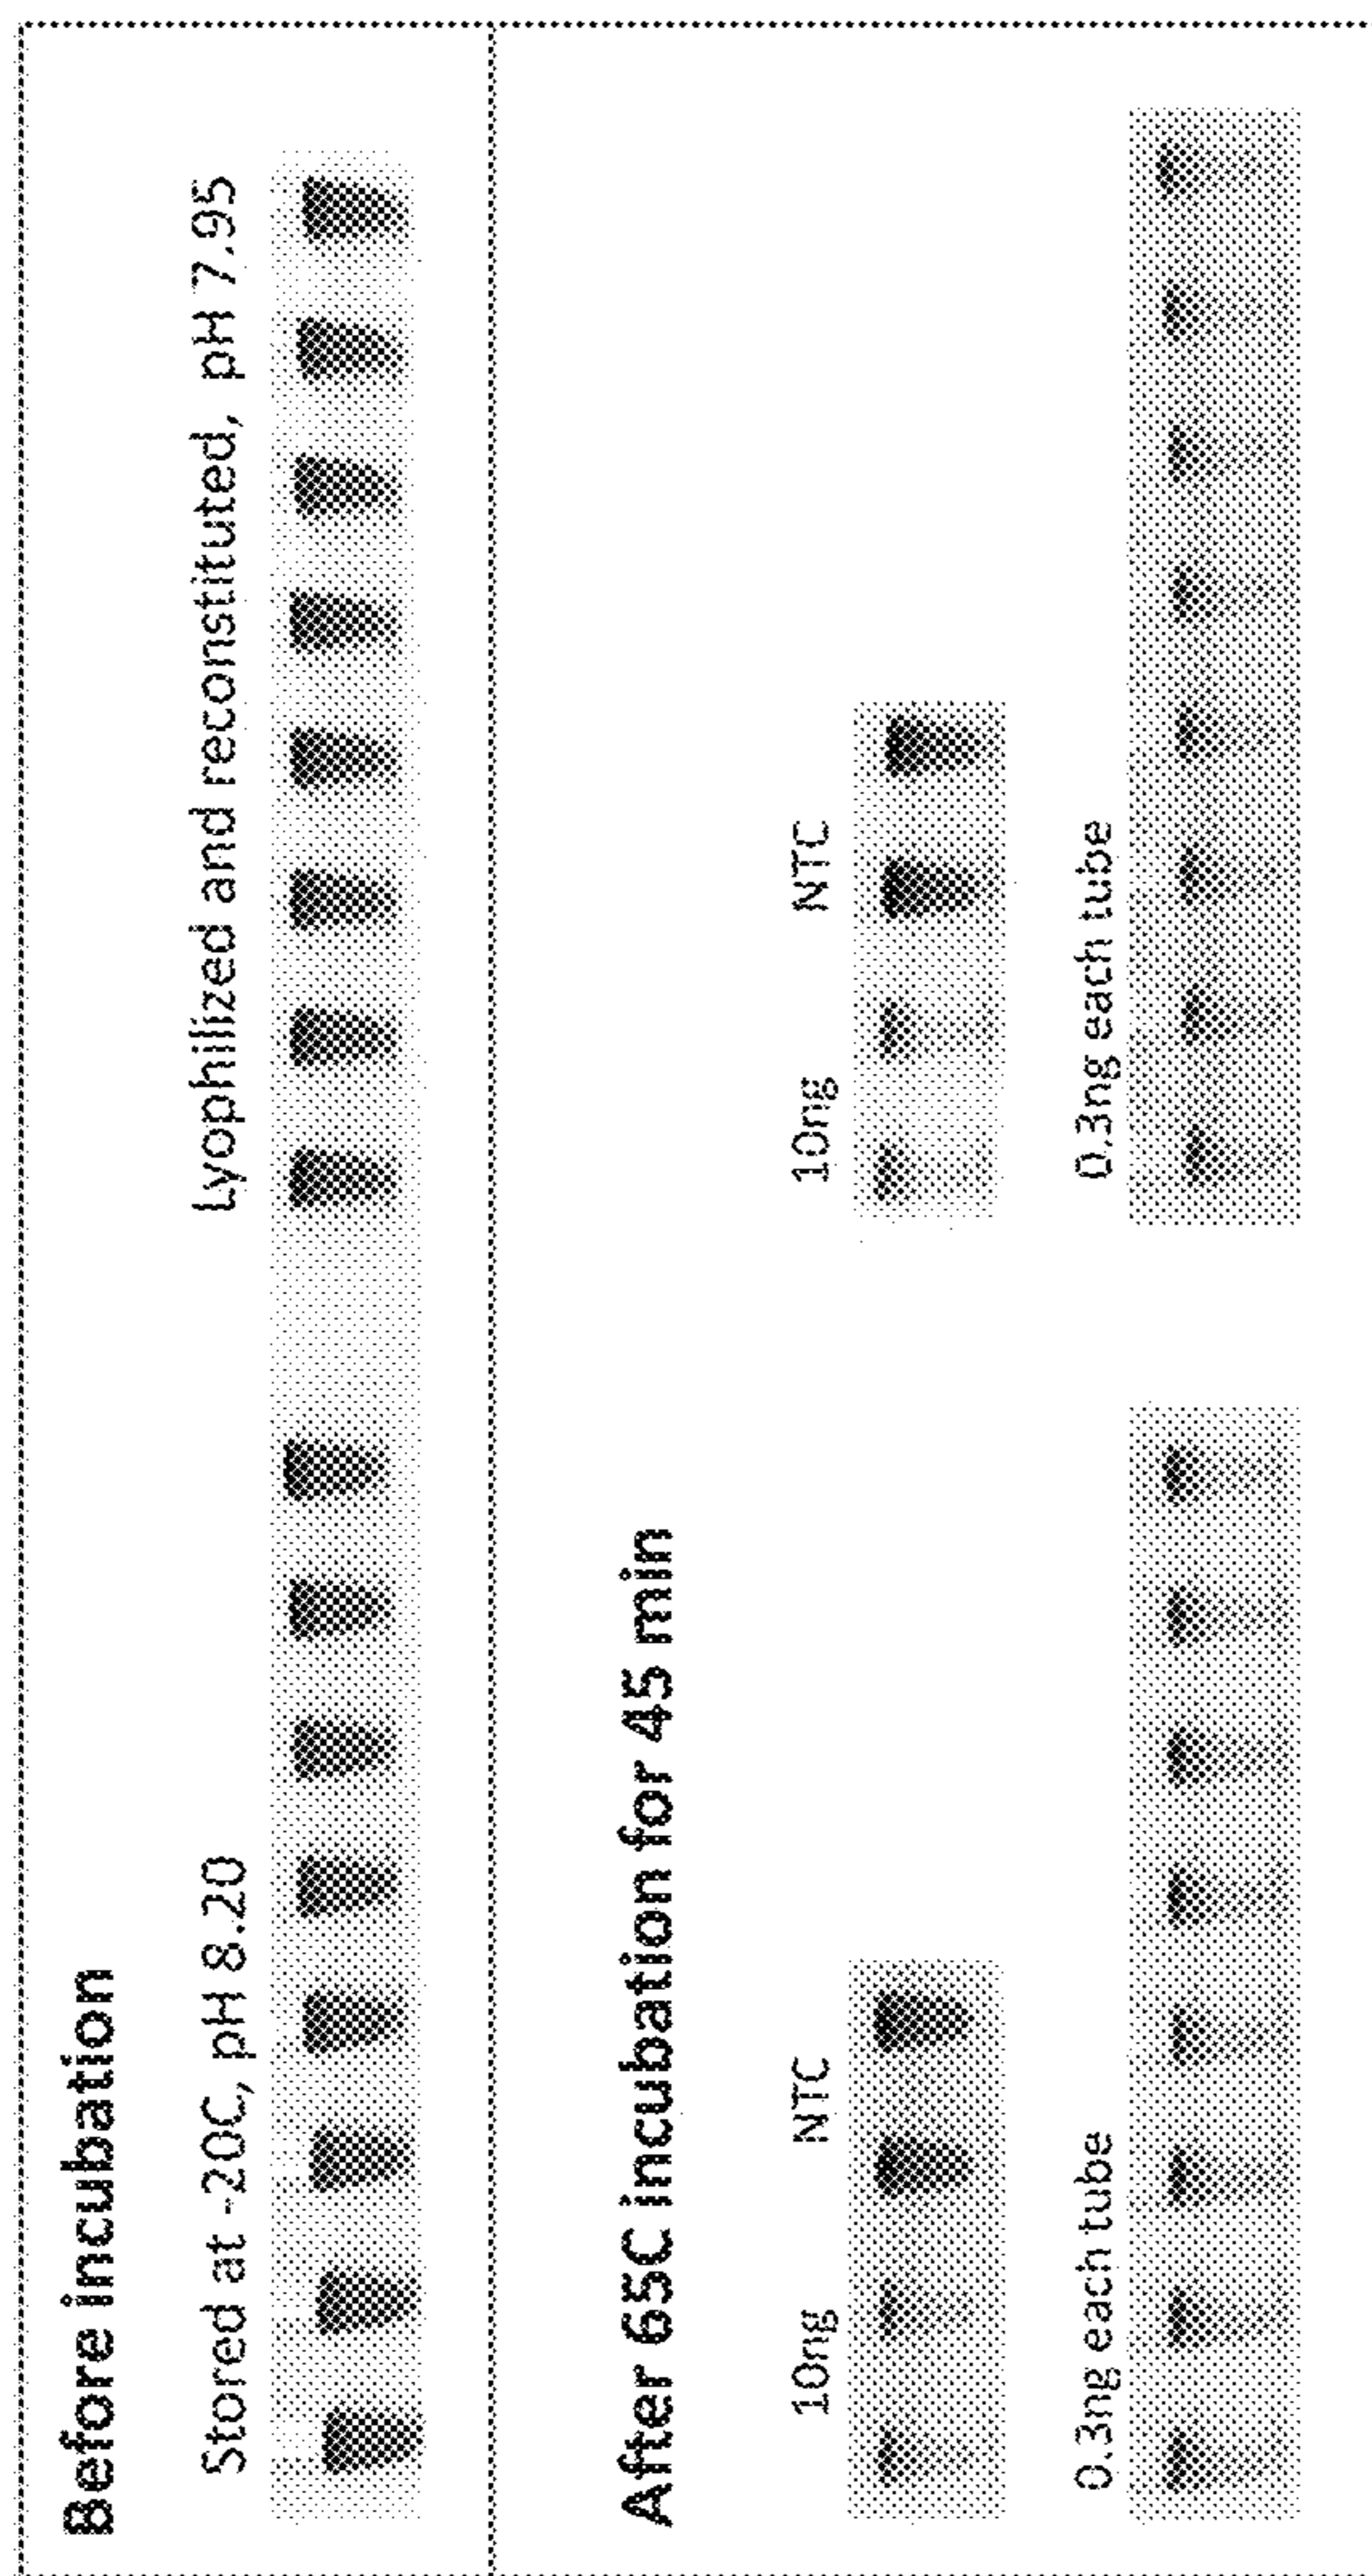 Before incubation
Stored at -20C, pH 8.20
Lyophilized and reconstituted, pH 7.95
After 65C incubation for 45 min
10ng
NTC
10ng
NTC
0.3ng each tube
0.3ng each tube